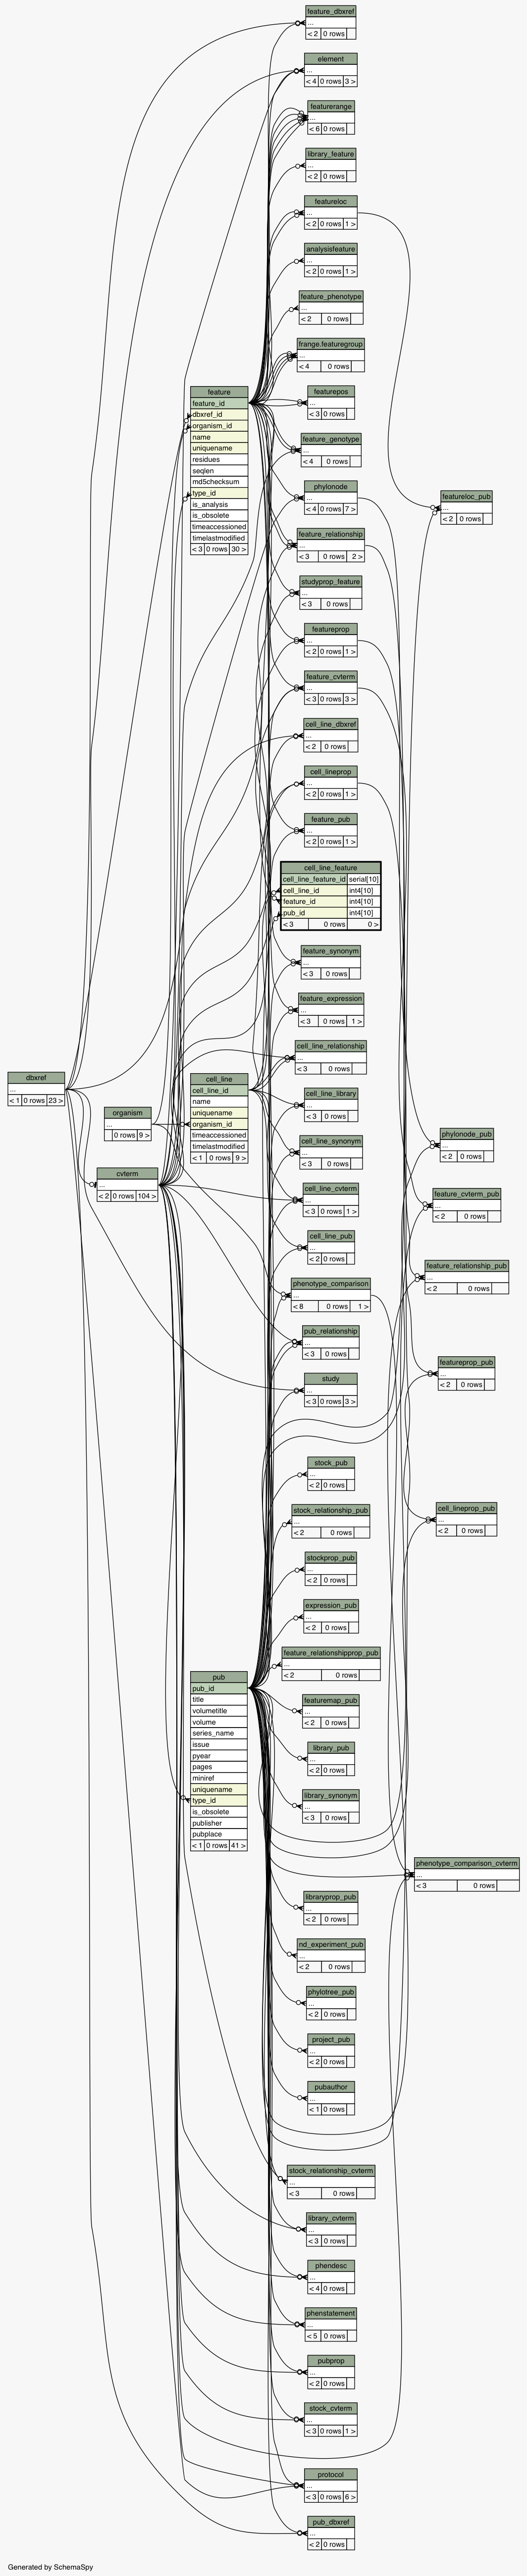 feature_dbxref
...
< 2 0 rows
element
...
< 4 0 rows 3 >
featurerange
...
< 6 0 rows
library_feature
...
< 2 0 rows
featureloc
...
< 2 0 rows 1 >
analysisfeature
...
< 2 0 rows 1 >
feature_phenotype
...
< 2 0 rows
frange.featuregroup
...
< 4 0 rows
featurepos
...
< 3 0 rows
feature_genotype
...
< 4 0 rows
phylonode
...
< 4 0 rows 7 >
feature_relationship
...
< 3 0 rows 2 >
studyprop_feature
...
< 3 0 rows
featureprop
...
< 2 0 rows 1 >
feature_cvterm
...
< 3 0 rows 3 >
cell_line_dbxref
...
< 2 0 rows
cell_lineprop
...
< 2 0 rows 1 >
feature_pub
...
< 2 0 rows 1 >
cell_line_feature
cell_line_feature_id serial[10]
cell_line_id int4[10]
feature_id int4[10]
pub_id int4[10]
< 3 0 rows 0 >
feature_synonym
...
< 3 0 rows
feature_expression
...
< 3 0 rows 1 >
cell_line_relationship
...
< 3 0 rows
cell_line_library
...
< 3 0 rows
cell_line_synonym
...
< 3 0 rows
cell_line_cvterm
...
< 3 0 rows 1 >
cell_line_pub
...
< 2 0 rows
phenotype_comparison
...
< 8 0 rows 1 >
pub_relationship
...
< 3 0 rows
study
...
< 3 0 rows 3 >
stock_pub
...
< 2 0 rows
stock_relationship_pub
...
< 2 0 rows
stockprop_pub
...
< 2 0 rows
expression_pub
...
< 2 0 rows
feature_relationshipprop_pub
...
< 2 0 rows
featuremap_pub
...
< 2 0 rows
library_pub
...
< 2 0 rows
library_synonym
...
< 3 0 rows
libraryprop_pub
...
< 2 0 rows
nd_experiment_pub
...
< 2 0 rows
phylotree_pub
...
< 2 0 rows
project_pub
...
< 2 0 rows
pubauthor
...
< 1 0 rows
stock_relationship_cvterm
...
< 3 0 rows
library_cvterm
...
< 3 0 rows
phendesc
...
< 4 0 rows
phenstatement
...
< 5 0 rows
pubprop
...
< 2 0 rows
stock_cvterm
...
< 3 0 rows 1 >
protocol
...
< 3 0 rows 6 >
pub_dbxref
...
< 2 0 rows
feature
feature_id
dbxref_id
organism_id
name
uniquename
residues
seqlen
md5checksum
type_id
is_analysis
is_obsolete
timeaccessioned
timelastmodified
< 3 0 rows 30 >
cell_line
cell_line_id
name
uniquename
organism_id
timeaccessioned
timelastmodified
< 1 0 rows 9 >
pub
pub_id
title
volumetitle
volume
series_name
issue
pyear
pages
miniref
uniquename
type_id
is_obsolete
publisher
pubplace
< 1 0 rows 41 >
dbxref
...
< 1 0 rows 23 >
organism
...
0 rows 9 >
cvterm
...
< 2 0 rows 104 >
featureloc_pub
...
< 2 0 rows
phylonode_pub
...
< 2 0 rows
feature_cvterm_pub
...
< 2 0 rows
feature_relationship_pub
...
< 2 0 rows
featureprop_pub
...
< 2 0 rows
cell_lineprop_pub
...
< 2 0 rows
phenotype_comparison_cvterm
...
< 3 0 rows
Generated by SchemaSpy